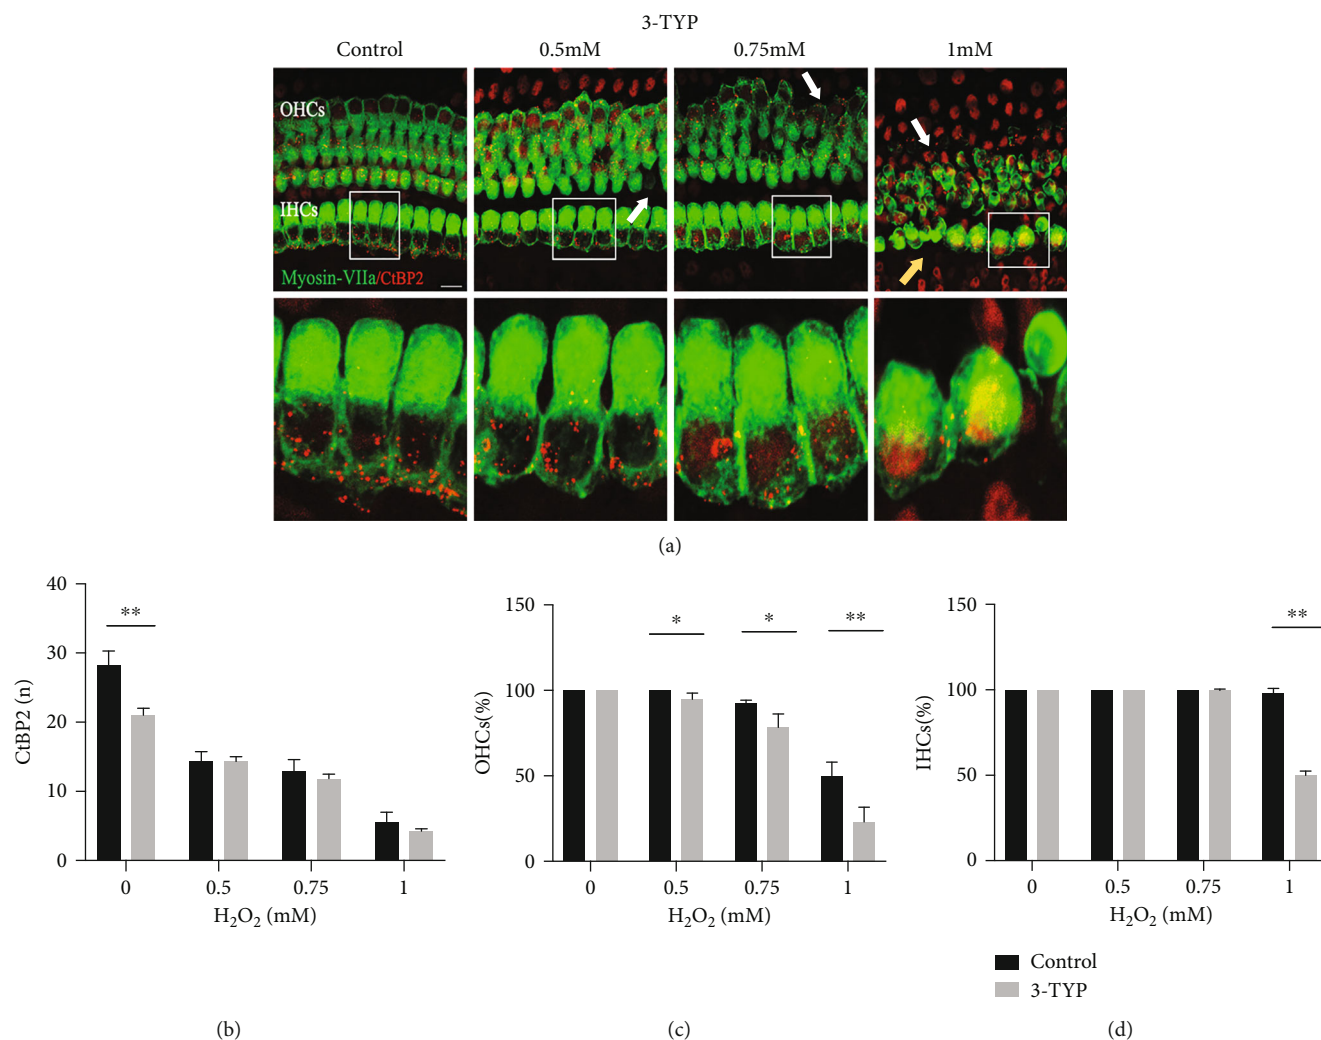 3-TYP
Control 0.5mM 0.75mM 1mM
OHCs
IHCs
Myosin-VIIa/CtBP2
(a)
**
40
30
20
10
0
CtBP2 (n)
0 0.5 0.75 1
H₂O₂ (mM)
(b)
* * **
150
100
50
0
OHCs(%)
0 0.5 0.75 1
H₂O₂ (mM)
(c)
**
150
100
50
0
IHCs(%)
0 0.5 0.75 1
H₂O₂ (mM)
Control
3-TYP
(d)